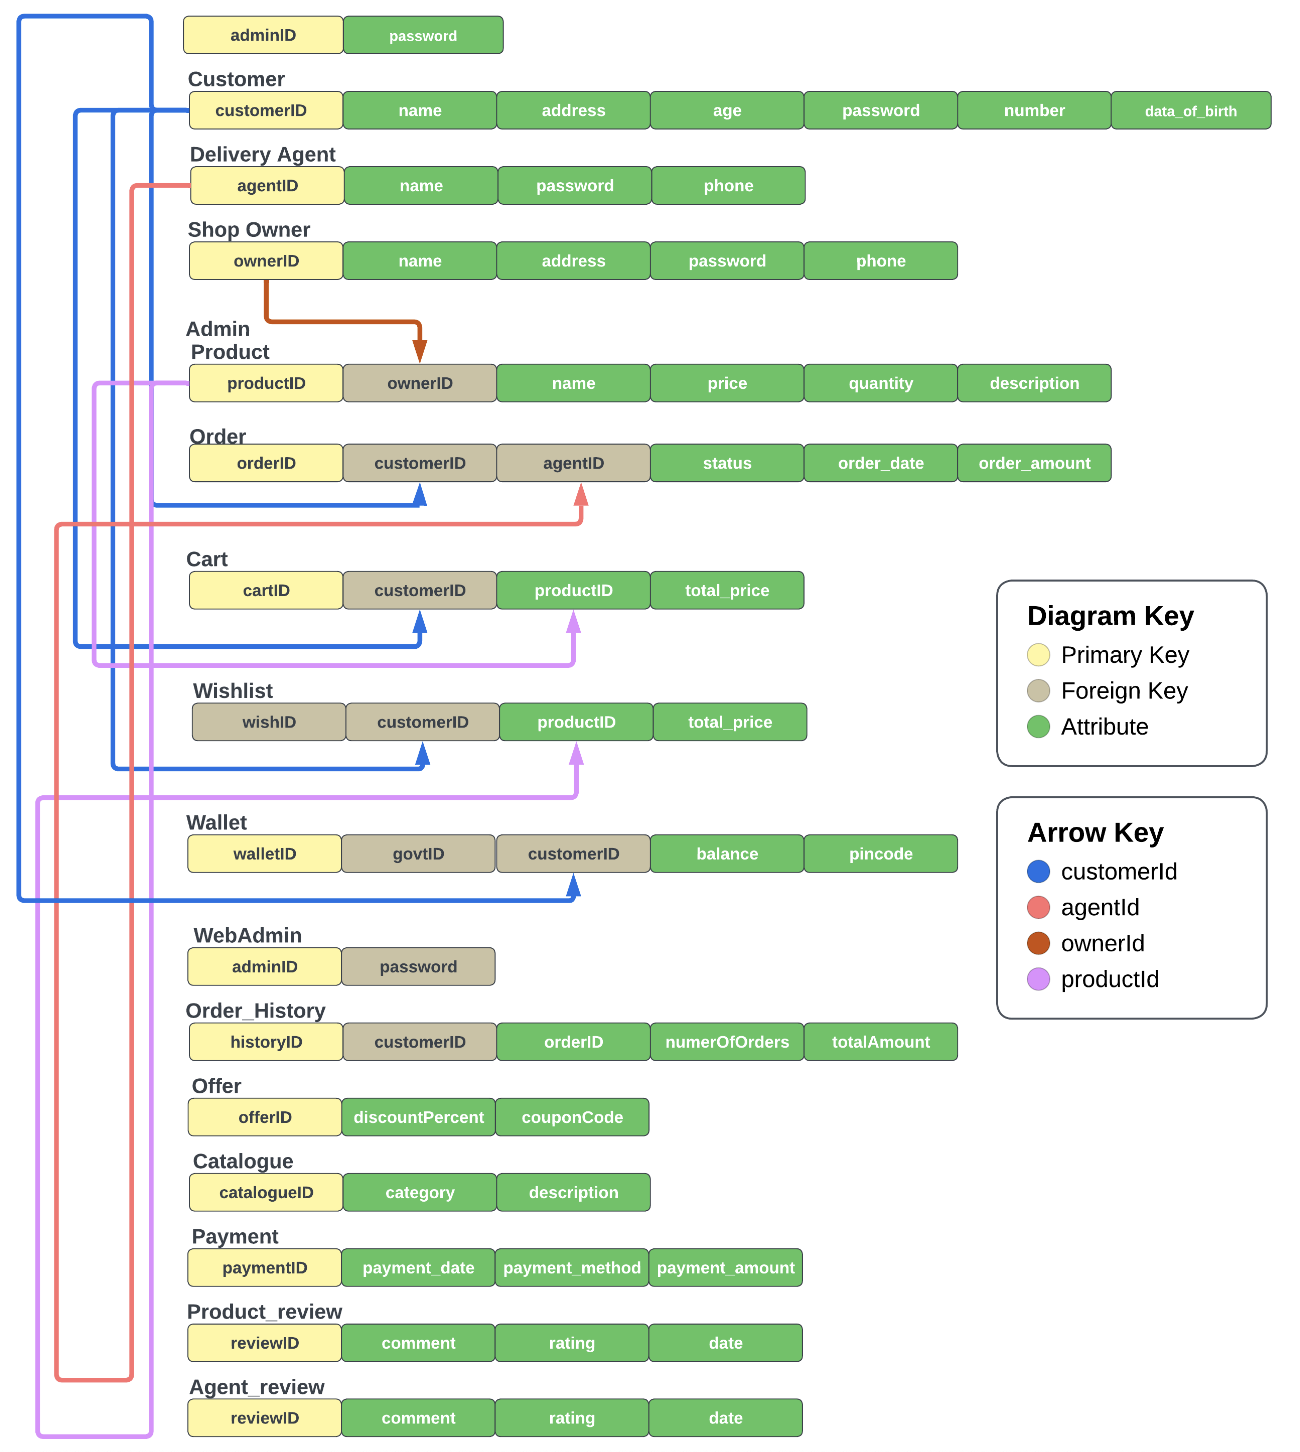 adminID password
Customer
customerID name address age password number data_of_birth
Delivery Agent
agentID name password phone
Shop Owner
ownerID name address password phone
Admin
Product
productID ownerID name price quantity description
Order
orderID customerID agentID status order_date order_amount
Cart
cartID customerID productID total_price
Wishlist
wishID customerID productID total_price
Wallet
walletID govtID customerID balance pincode
WebAdmin
adminID password
Order_History
historyID customerID orderID numerOfOrders totalAmount
Offer
offerID discountPercent couponCode
Catalogue
catalogueID category description
Payment
paymentID payment_date payment_method payment_amount
Product_review
reviewID comment rating date
Agent_review
reviewID comment rating date
Diagram Key
Primary Key
Foreign Key
Attribute
Arrow Key
customerId
agentId
ownerId
productId